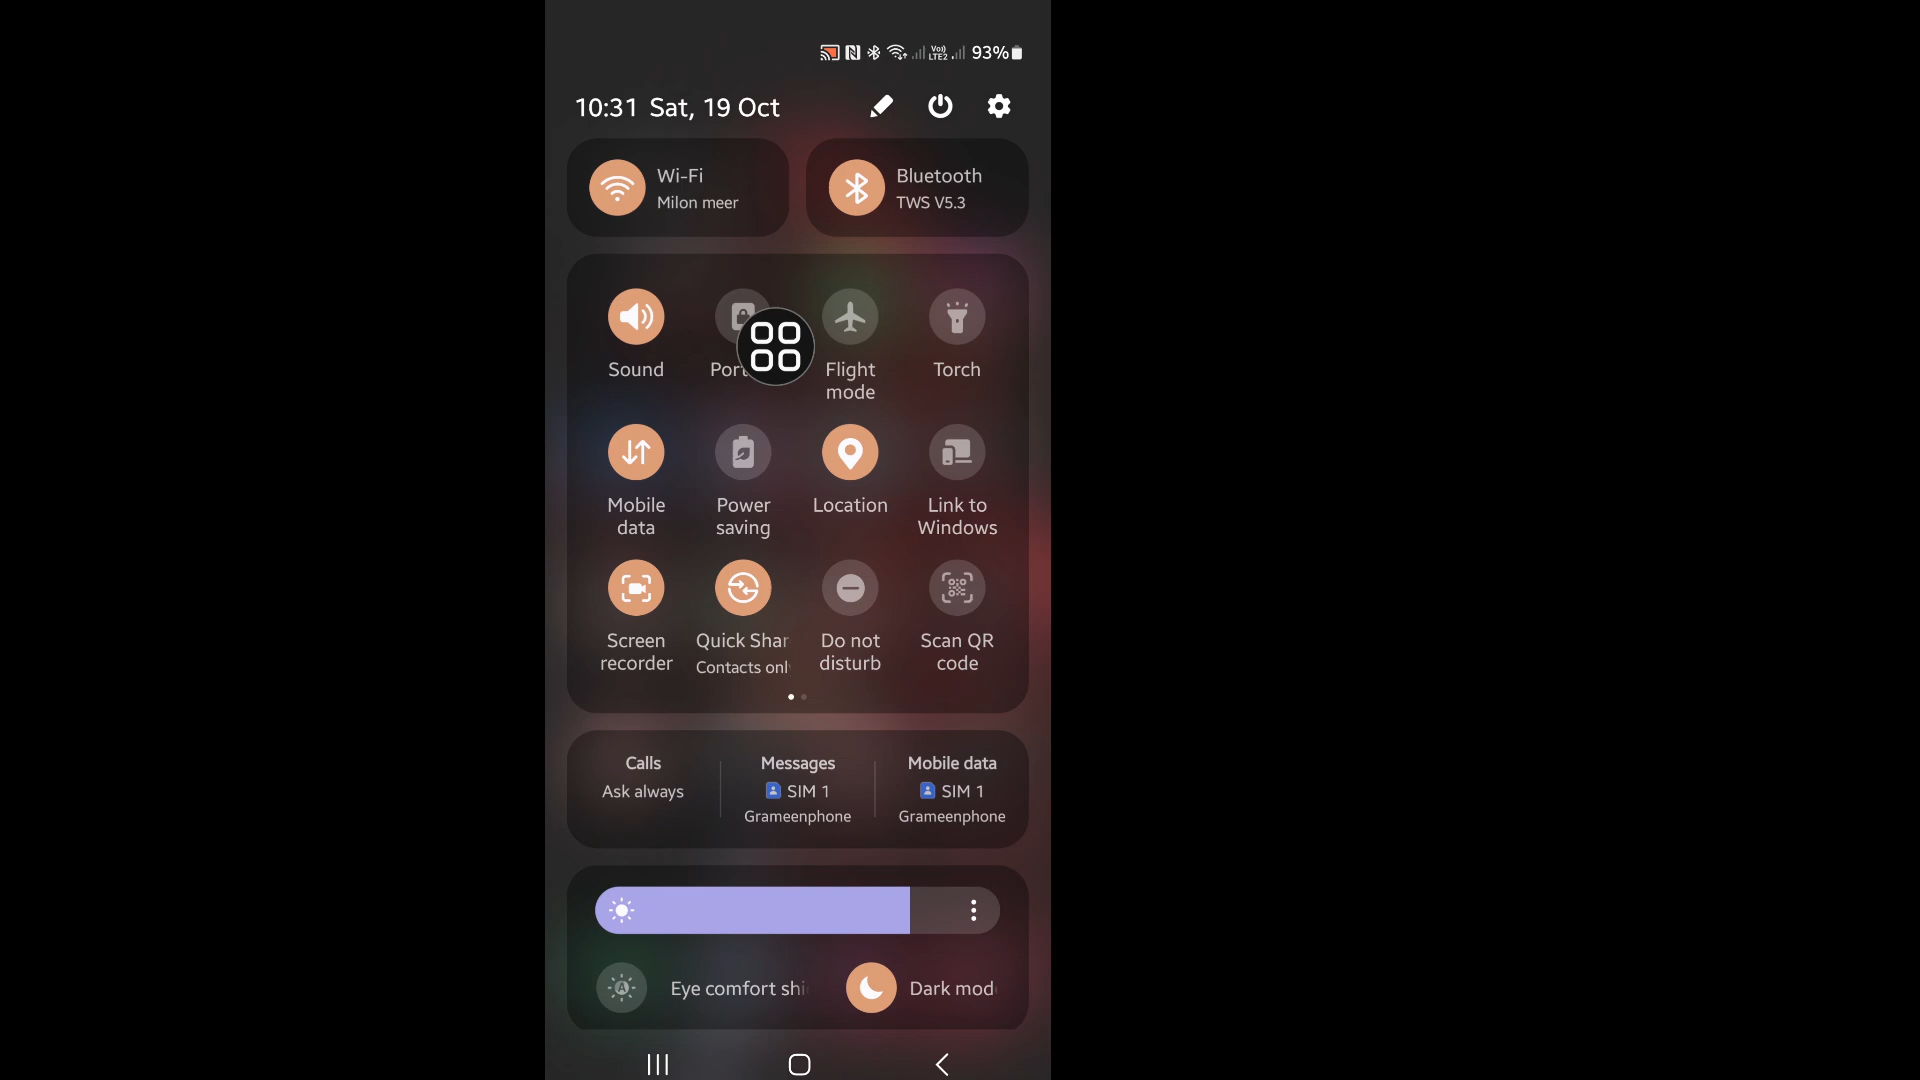 Vo)) LTE2 93%
10:31 Sat, 19 Oct
Wi-Fi
Milon meer
Bluetooth
TWS V5.3
Sound
Flight mode
Torch
Mobile data
Power saving
Location
Link to Windows
Screen recorder
Quick Shar
Contacts onl
Do not disturb
Scan QR code
Calls
Ask always
Messages
SIM 1
Grameenphone
Mobile data
SIM 1
Grameenphone
Eye comfort shi
Dark mod